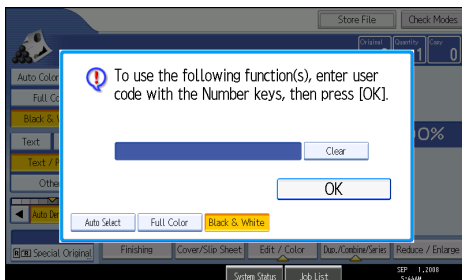 Store File
Check Modes
Original
Quantity
Copy
1
0
Auto Color
Full Co
Black & W
Text
Text / P
Othe
Auto Den
Special Original
To use the following function(s), enter user
code with the Number keys, then press [OK].
Clear
OK
Auto Select
Full Color
Black & White
0%
Finishing
Cover/Slip Sheet
Edit / Color
Dup./Combine/Series
Reduce / Enlarge
System Status
Job List
SEP 1,2008